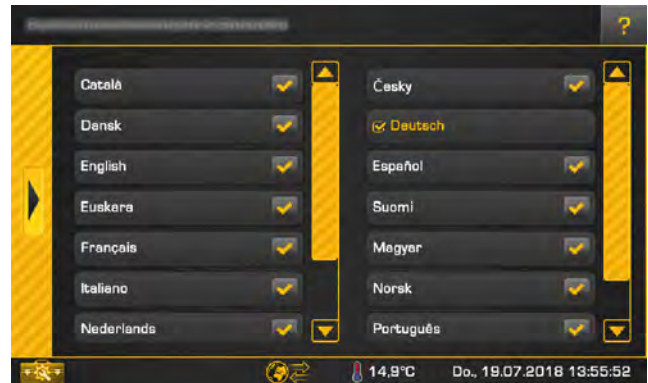 ?
Català
Dansk
English
Euskara
Français
Italiano
Nederlands
Česky
Deutsch
Español
Suomi
Magyar
Norsk
Português
14,9°C Do., 19.07.2018 13:55:52